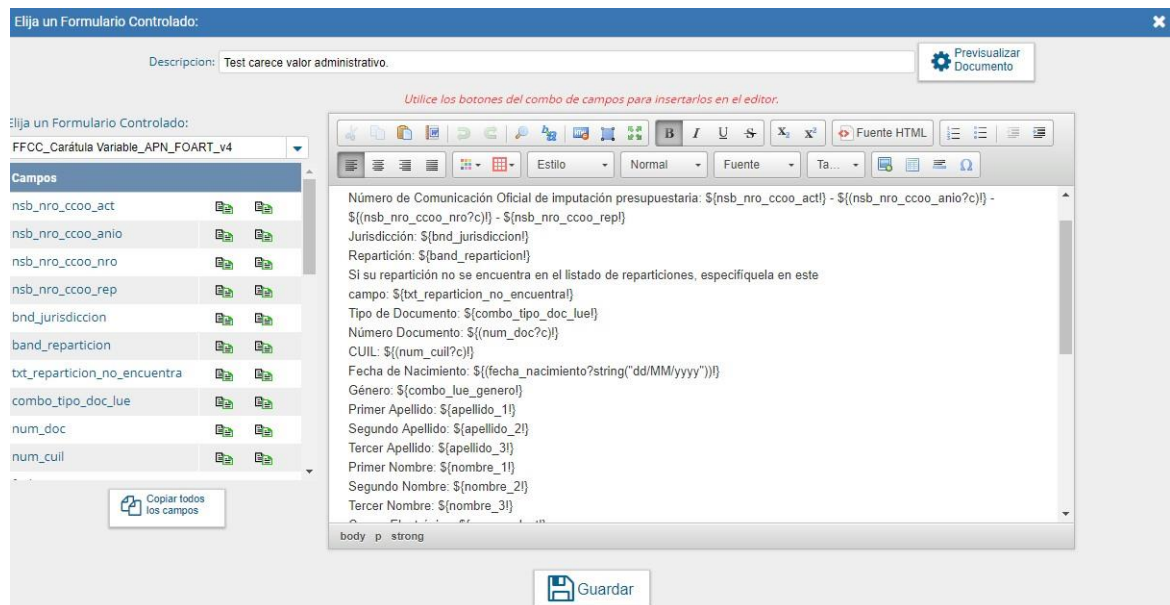 Elija un Formulario Controlado:
Descripcion: Test carece valor administrativo.
Previsualizar
Documento
Utilice los botones del combo de campos para insertarlos en el editor.
Elija un Formulario Controlado:
FFCC_Carátula Variable_APN_FOART_v4
Campos
nsb_nro_ccoo_act
nsb_nro_ccoo_anio
nsb_nro_ccoo_nro
nsb_nro_ccoo_rep
bnd_jurisdiccion
band_reparticion
txt_reparticion_no_encuentra
combo_tipo_doc_lue
num_doc
num_cuil
Copiar todos
los campos
B I U S X₂ X² Fuente HTML
Estilo Normal Fuente Ta...
Número de Comunicación Oficial de imputación presupuestaria: ${nsb_nro_ccoo_act!} - ${(nsb_nro_ccoo_anio?c)!} -
${(nsb_nro_ccoo_nro?c)!} - ${nsb_nro_ccoo_rep!}
Jurisdicción: ${bnd_jurisdiccion!}
Repartición: ${band_reparticion!}
Si su repartición no se encuentra en el listado de reparticiones, especifíquela en este
campo: ${txt_reparticion_no_encuentra!}
Tipo de Documento: ${combo_tipo_doc_lue!}
Número Documento: ${(num_doc?c)!}
CUIL: ${(num_cuil?c)!}
Fecha de Nacimiento: ${(fecha_nacimiento?string("dd/MM/yyyy"))!}
Género: ${combo_lue_genero!}
Primer Apellido: ${apellido_1!}
Segundo Apellido: ${apellido_2!}
Tercer Apellido: ${apellido_3!}
Primer Nombre: ${nombre_1!}
Segundo Nombre: ${nombre_2!}
Tercer Nombre: ${nombre_3!}
body p strong
Guardar